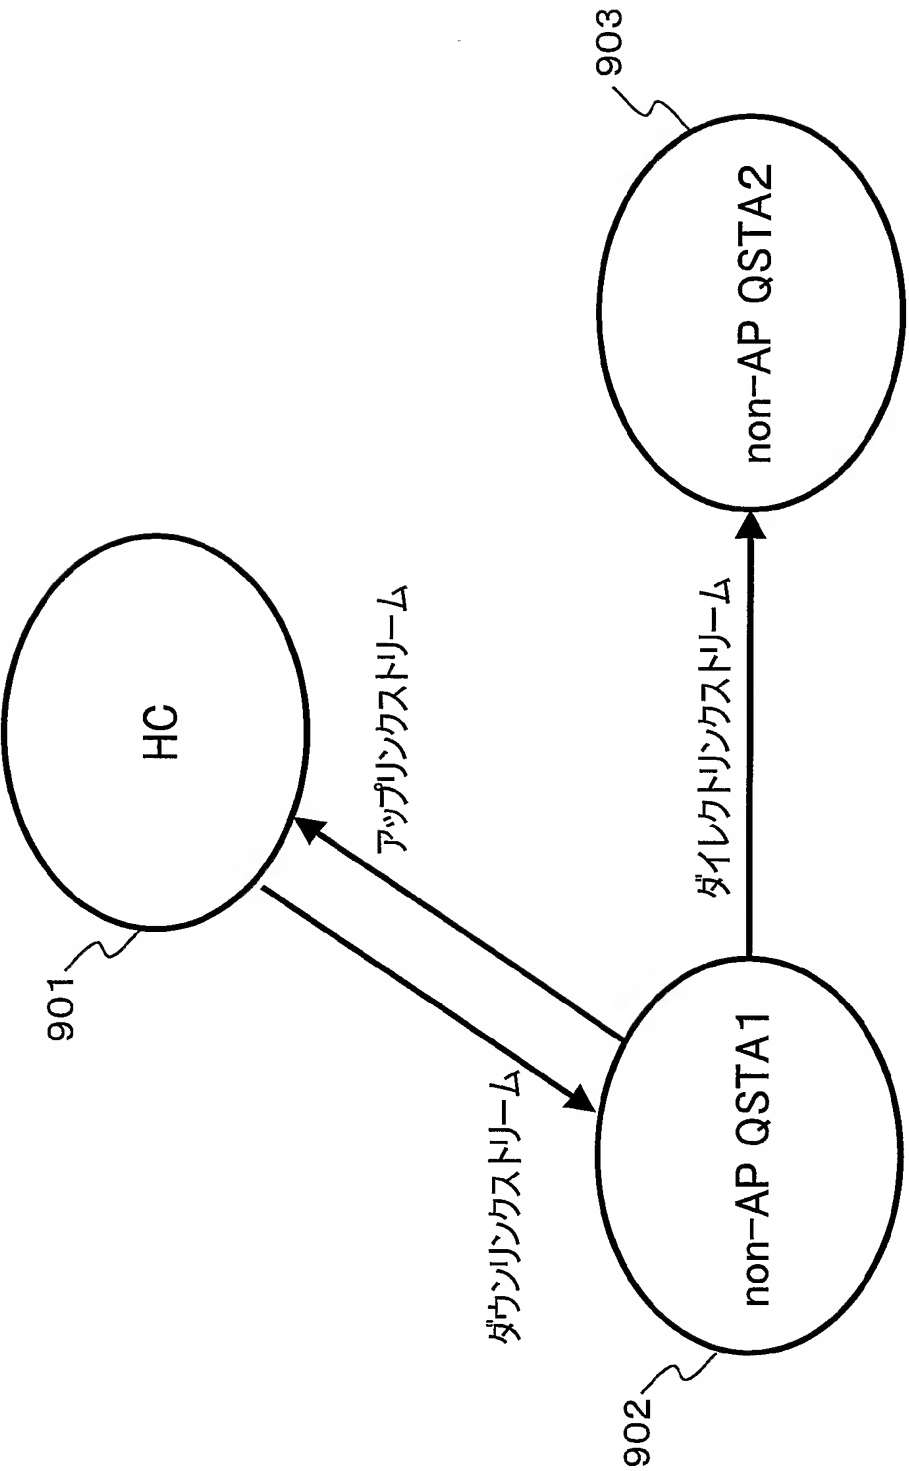 901
HC
アップリンクストリーム
ダウンリンクストリーム
902
non-AP QSTA1
ダイレクトリンクストリーム
903
non-AP QSTA2